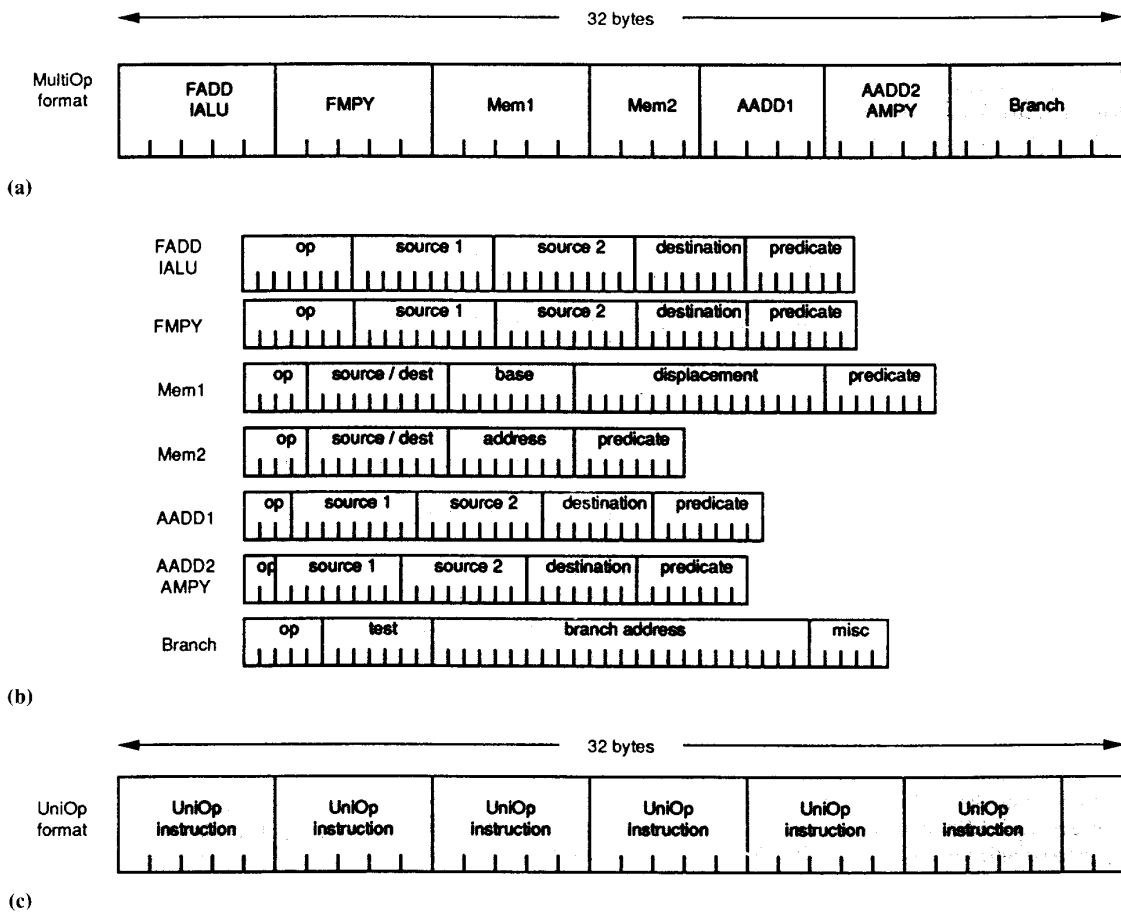 32 bytes
MultiOp
format
FADD
IALU
FMPY
Mem1
Mem2
AADD1
AADD2
AMPY
Branch
(a)
FADD
IALU
op source 1 source 2 destination predicate
FMPY
op source 1 source 2 destination predicate
Mem1
op source / dest base displacement predicate
Mem2
op source / dest address predicate
AADD1
op source 1 source 2 destination predicate
AADD2
AMPY
op source 1 source 2 destination predicate
Branch
op test branch address misc
(b)
32 bytes
UniOp
format
UniOp
instruction
UniOp
instruction
UniOp
instruction
UniOp
instruction
UniOp
instruction
UniOp
instruction
(c)